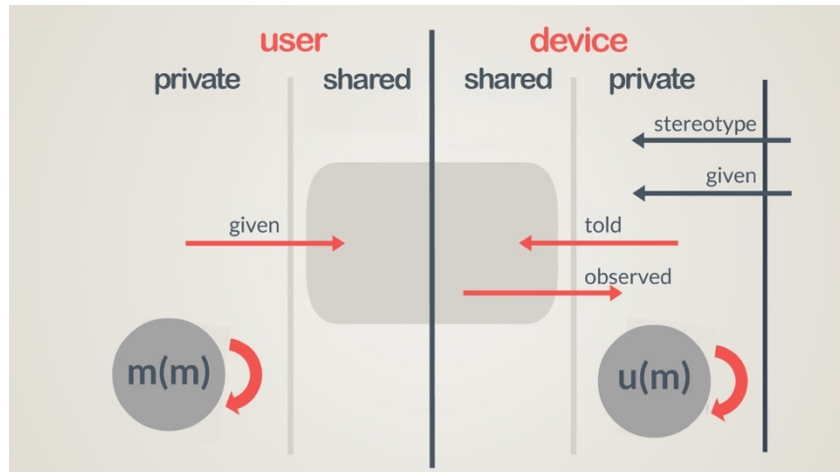 user device
private shared shared private
stereotype
given
given told
observed
m(m) u(m)